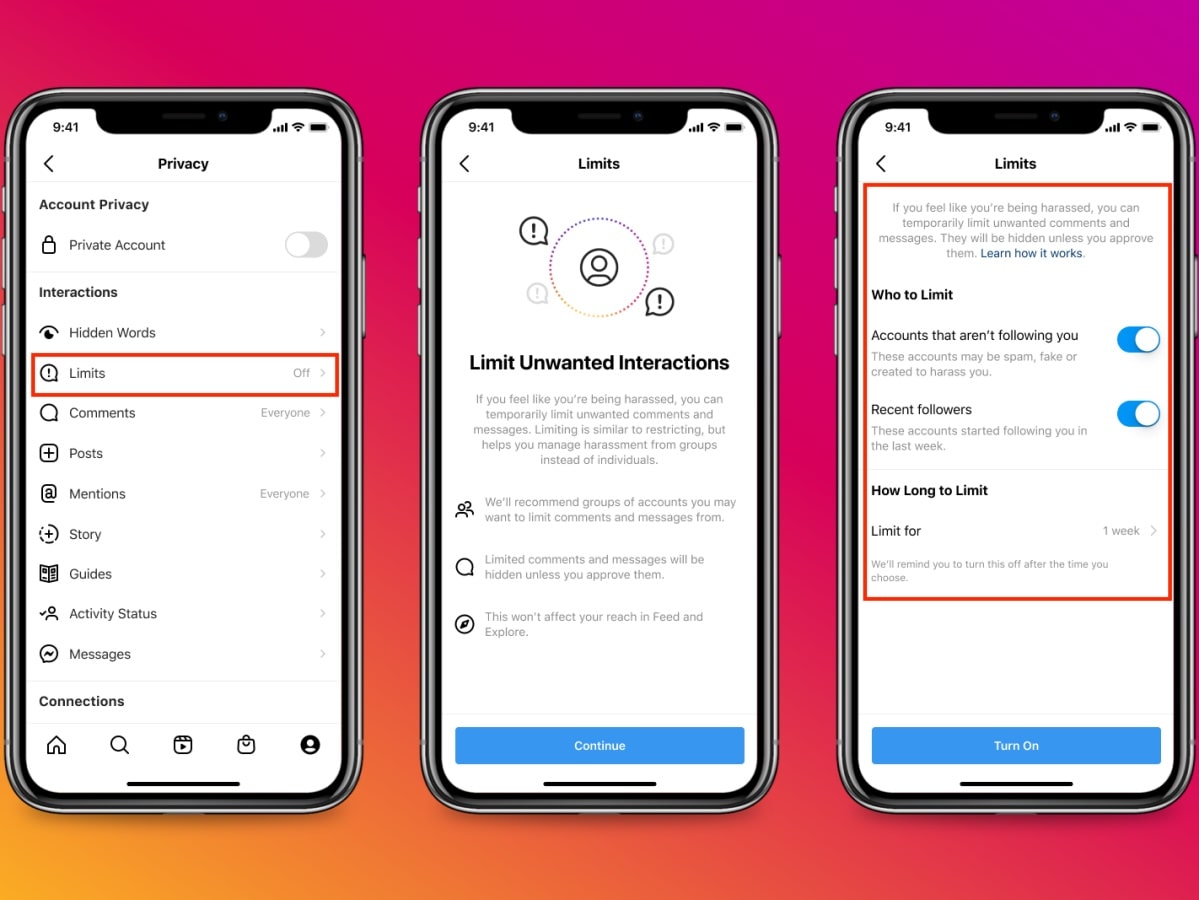 9:41
Privacy
Account Privacy
Private Account
Interactions
Hidden Words
Limits Off
Comments Everyone
Posts
Mentions Everyone
Story
Guides
Activity Status
Messages
Connections
9:41
Limits
Limit Unwanted Interactions
If you feel like you're being harassed, you can
temporarily limit unwanted comments and
messages. Limiting is similar to restricting, but
helps you manage harassment from groups
instead of individuals.
We'll recommend groups of accounts you may
want to limit comments and messages from.
Limited comments and messages will be
hidden unless you approve them.
This won't affect your reach in Feed and
Explore.
Continue
9:41
Limits
If you feel like you're being harassed, you can
temporarily limit unwanted comments and
messages. They will be hidden unless you approve
them. Learn how it works.
Who to Limit
Accounts that aren't following you
These accounts may be spam, fake or
created to harass you.
Recent followers
These accounts started following you in
the last week.
How Long to Limit
Limit for 1 week
We'll remind you to turn this off after the time you
choose.
Turn On